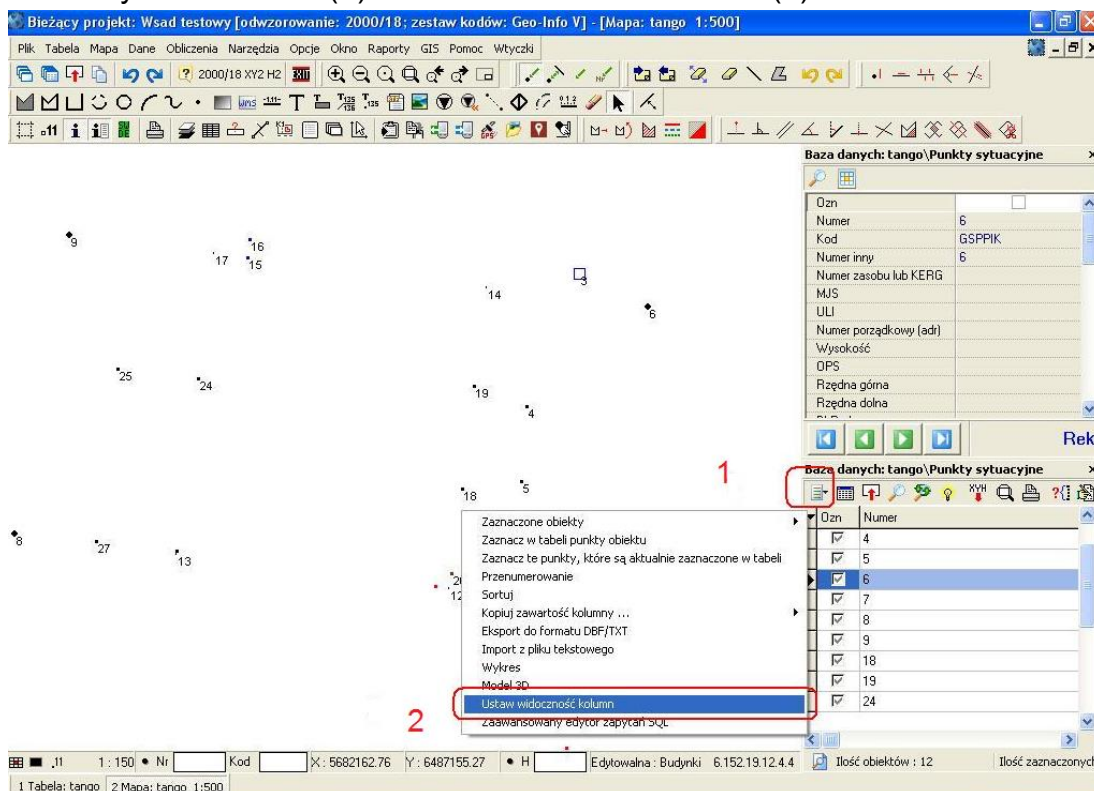 Bieżący projekt: Wsad testowy [odwzorowanie: 2000/18; zestaw kodów: Geo-Info V] - [Mapa: tango 1:500]
Plik Tabela Mapa Dane Obliczenia Narzędzia Opcje Okno Raporty GIS Pomoc Wtyczki
2000/18 XY2 H2
Baza danych: tango\Punkty sytuacyjne
Ozn
Numer 6
Kod GSPPIK
Numer inny 6
Numer zasobu lub KERG
MJS
ULI
Numer porządkowy (adr)
Wysokość
OPS
Rzędna górna
Rzędna dolna
Rek
9
16
17
15
3
14
6
25
24
19
4
1
18
5
8
27
13
20
12
Baza danych: tango\Punkty sytuacyjne
Ozn Numer
4
5
6
7
8
9
18
19
24
Zaznaczone obiekty
Zaznacz w tabeli punkty obiektu
Zaznacz te punkty, które są aktualnie zaznaczone w tabeli
Przenumerowanie
Sortuj
Kopiuj zawartość kolumny ...
Eksport do formatu DBF/TXT
Import z pliku tekstowego
Wykres
Model 3D
Ustaw widoczność kolumn
Zaawansowany edytor zapytań SQL
2
.11 1 : 150 Nr Kod X : 5682162.76 Y : 6487155.27 H Edytowalna : Budynki 6.152.19.12.4.4 Ilość obiektów : 12 Ilość zaznaczonych
1 Tabela: tango 2 Mapa: tango 1:500